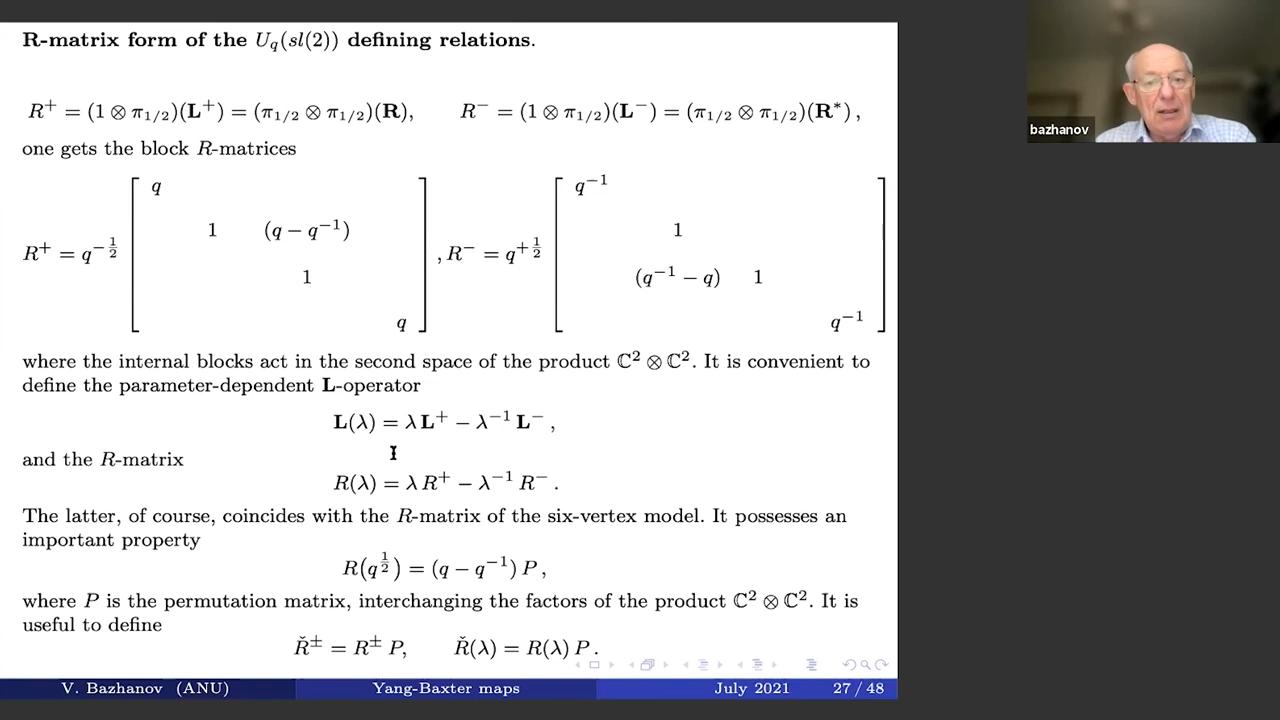 R-matrix form of the U_q(sl(2)) defining relations.
R⁺ = (1 ⊗ π_{1/2})(L⁺) = (π_{1/2} ⊗ π_{1/2})(R),   R⁻ = (1 ⊗ π_{1/2})(L⁻) = (π_{1/2} ⊗ π_{1/2})(R*) ,
one gets the block R-matrices
q   q⁻¹
1   (q − q⁻¹)   1
R⁺ = q^{−1/2}   , R⁻ = q^{+1/2}
1   (q⁻¹ − q)   1
q   q⁻¹
where the internal blocks act in the second space of the product ℂ² ⊗ ℂ². It is convenient to
define the parameter-dependent L-operator
L(λ) = λ L⁺ − λ⁻¹ L⁻ ,
and the R-matrix
R(λ) = λ R⁺ − λ⁻¹ R⁻ .
The latter, of course, coincides with the R-matrix of the six-vertex model. It possesses an
important property
R(q^{1/2}) = (q − q⁻¹) P ,
where P is the permutation matrix, interchanging the factors of the product ℂ² ⊗ ℂ². It is
useful to define
Ř^± = R^± P,   Ř(λ) = R(λ) P .
V. Bazhanov (ANU)   Yang-Baxter maps   July 2021   27 / 48
bazhanov